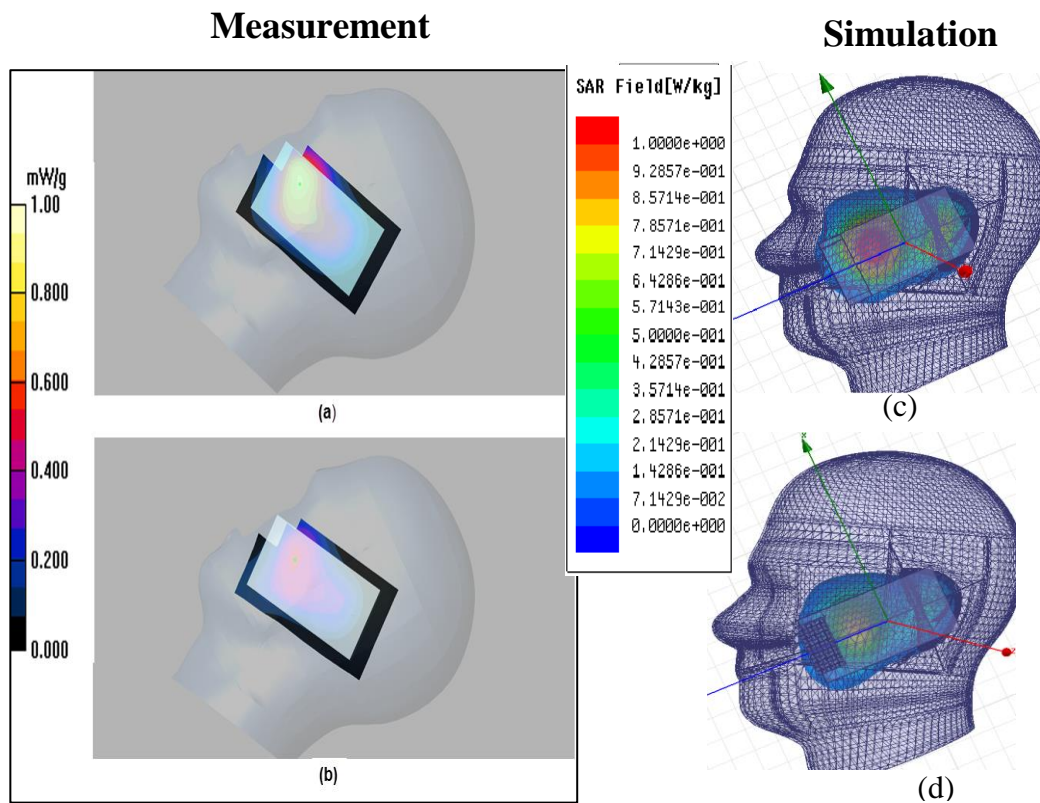 Measurement
Simulation
mW/g
1.00
0.800
0.600
0.400
0.200
0.000
(a)
(b)
SAR Field[W/kg]
1.0000e+000
9.2857e-001
8.5714e-001
7.8571e-001
7.1429e-001
6.4286e-001
5.7143e-001
5.0000e-001
4.2857e-001
3.5714e-001
2.8571e-001
2.1429e-001
1.4286e-001
7.1429e-002
0.0000e+000
(c)
(d)